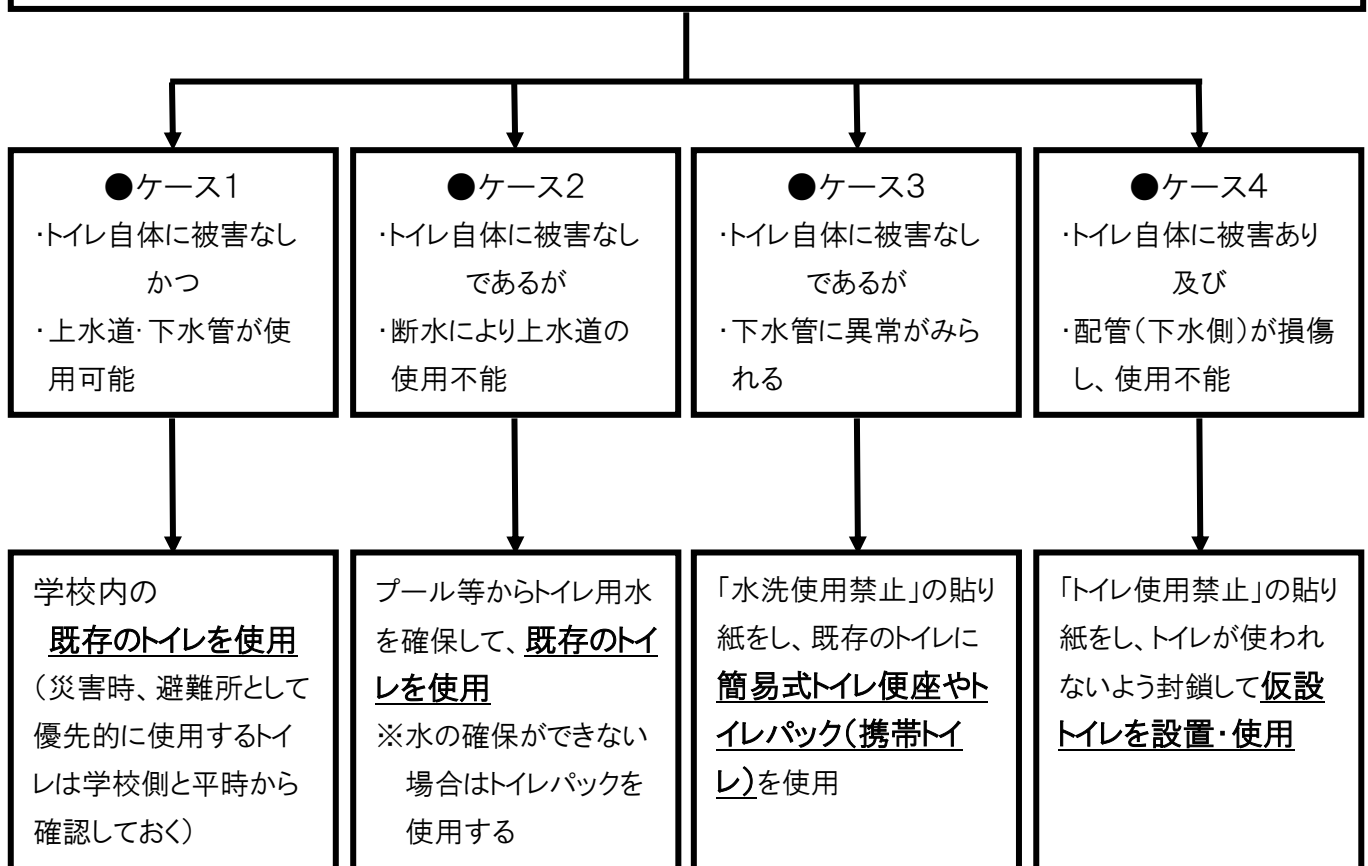 ●ケース1
・トイレ自体に被害なし
かつ
・上水道・下水管が使
用可能
●ケース2
・トイレ自体に被害なし
であるが
・断水により上水道の
使用不能
●ケース3
・トイレ自体に被害なし
であるが
・下水管に異常がみら
れる
●ケース4
・トイレ自体に被害あり
及び
・配管(下水側)が損傷
し、使用不能
学校内の
既存のトイレを使用
(災害時、避難所として
優先的に使用するトイ
レは学校側と平時から
確認しておく)
プール等からトイレ用水
を確保して、既存のトイ
レを使用
※水の確保ができない
場合はトイレパックを
使用する
「水洗使用禁止」の貼り
紙をし、既存のトイレに
簡易式トイレ便座やト
イレパック(携帯トイ
レ)を使用
「トイレ使用禁止」の貼り
紙をし、トイレが使われ
ないよう封鎖して仮設
トイレを設置・使用